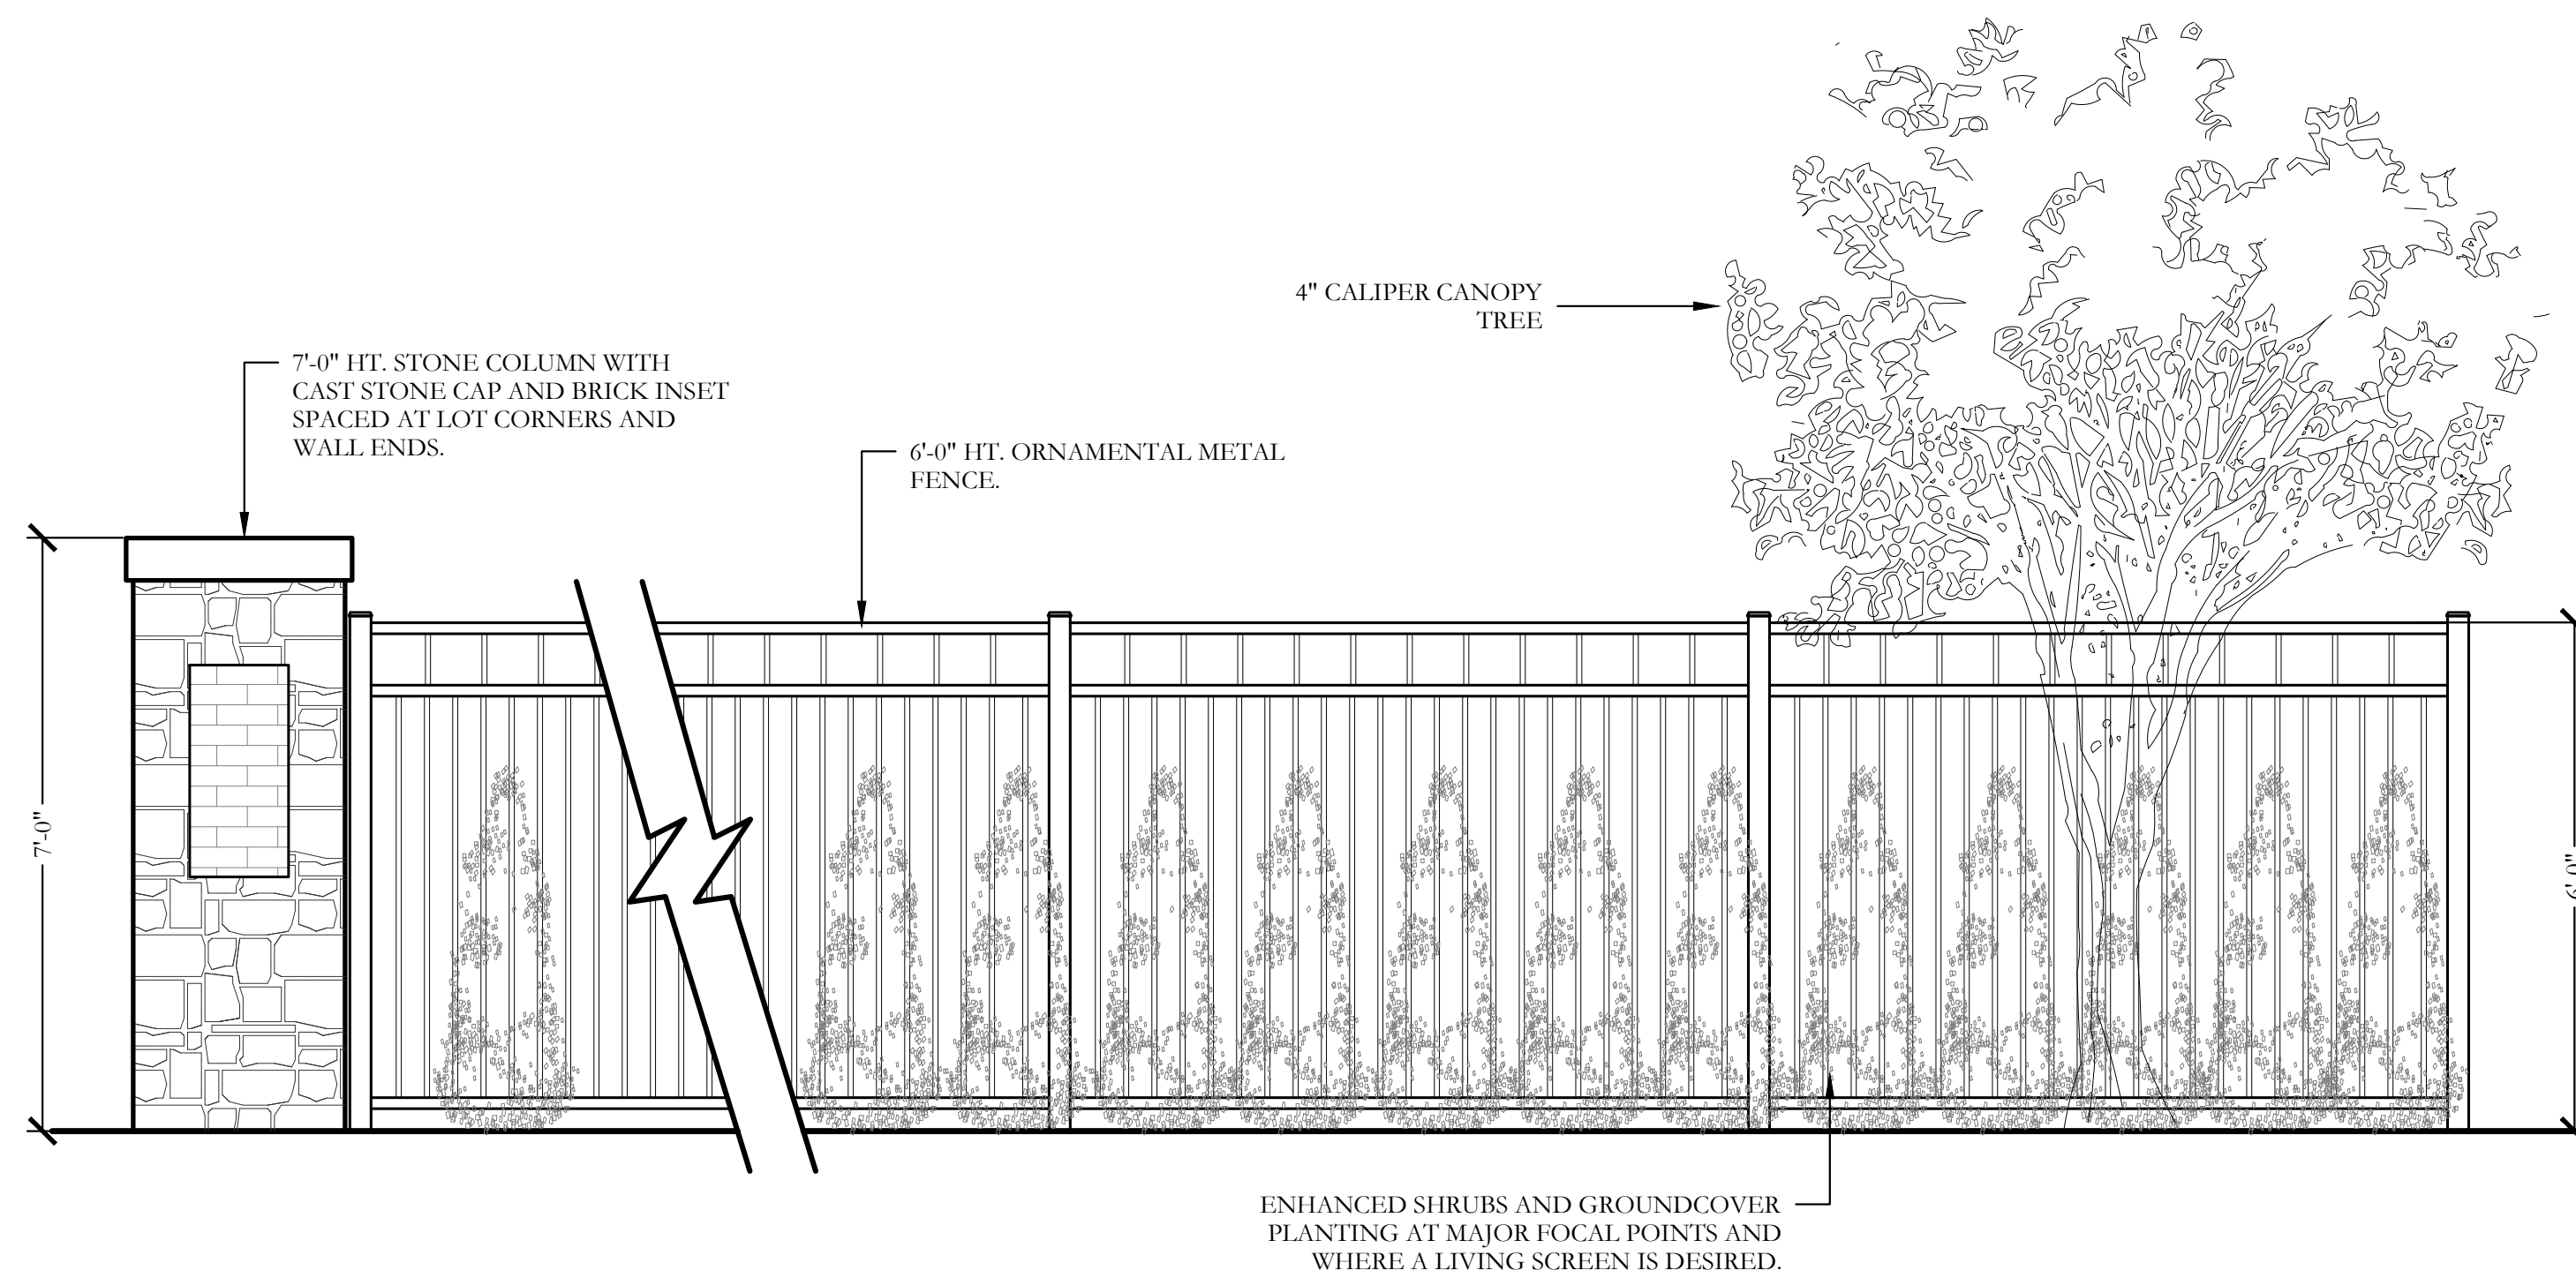 4" CALIPER CANOPY
TREE
7'-0" HT. STONE COLUMN WITH
CAST STONE CAP AND BRICK INSET
SPACED AT LOT CORNERS AND
WALL ENDS.
6'-0" HT. ORNAMENTAL METAL
FENCE.
7'-0"
6'-0"
ENHANCED SHRUBS AND GROUNDCOVER
PLANTING AT MAJOR FOCAL POINTS AND
WHERE A LIVING SCREEN IS DESIRED.